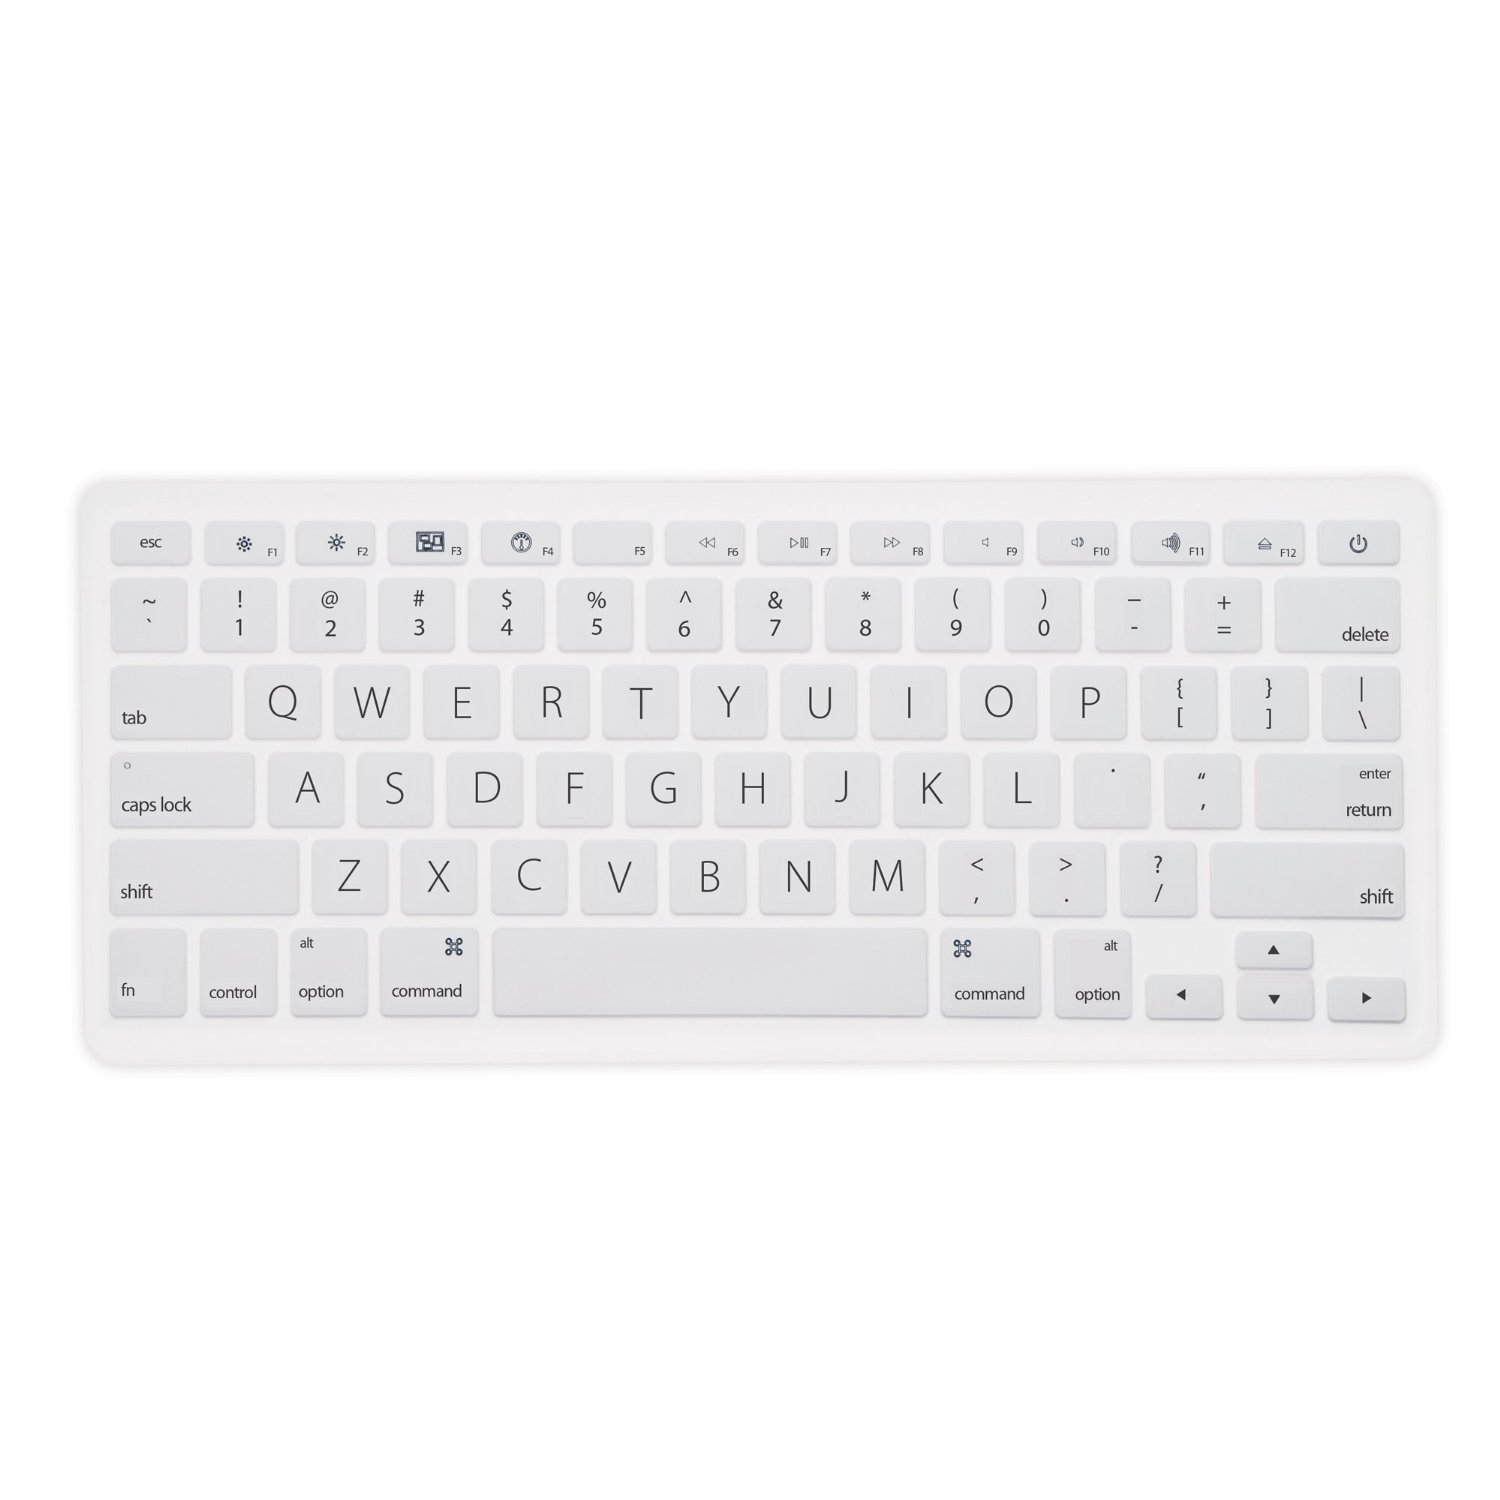 esc F1 F2 F3 F4 F5 F6 F7 F8 F9 F10 F11 F12
~ ! @ # $ % ^ & * ( ) – +
` 1 2 3 4 5 6 7 8 9 0 - = delete
tab Q W E R T Y U I O P { } |
[ ] \
caps lock A S D F G H J K L · “ enter
, return
shift Z X C V B N M < > ? shift
, . /
alt ⌘ ⌘ alt ▲
fn control option command command option ◀ ▼ ▶